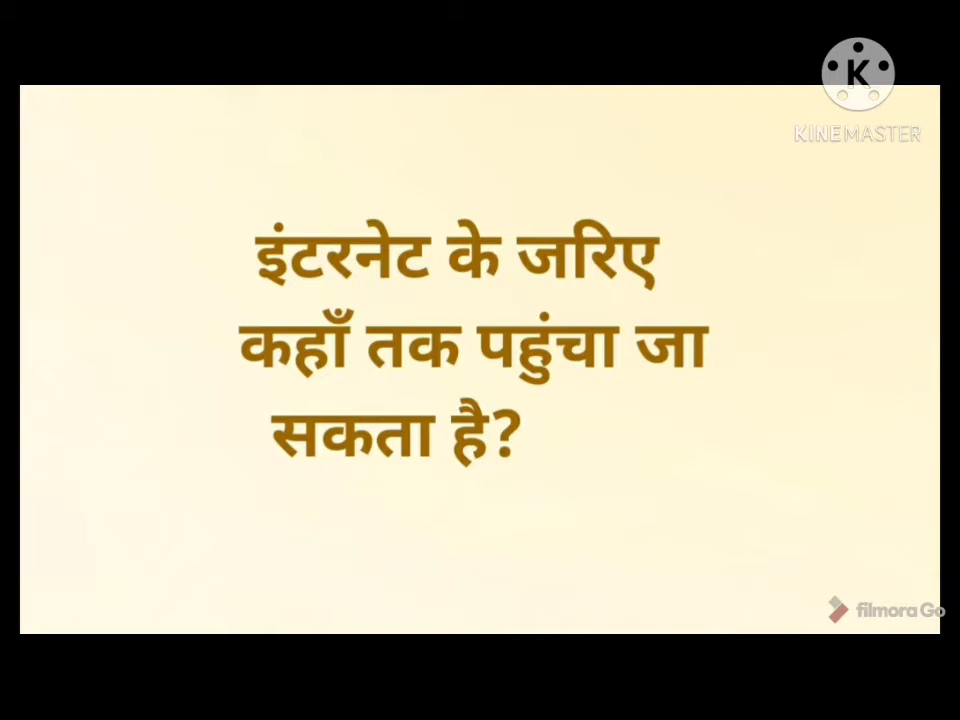 K
KINEMASTER
इंटरनेट के जरिए
कहाँ तक पहुंचा जा
सकता है?
filmora Go